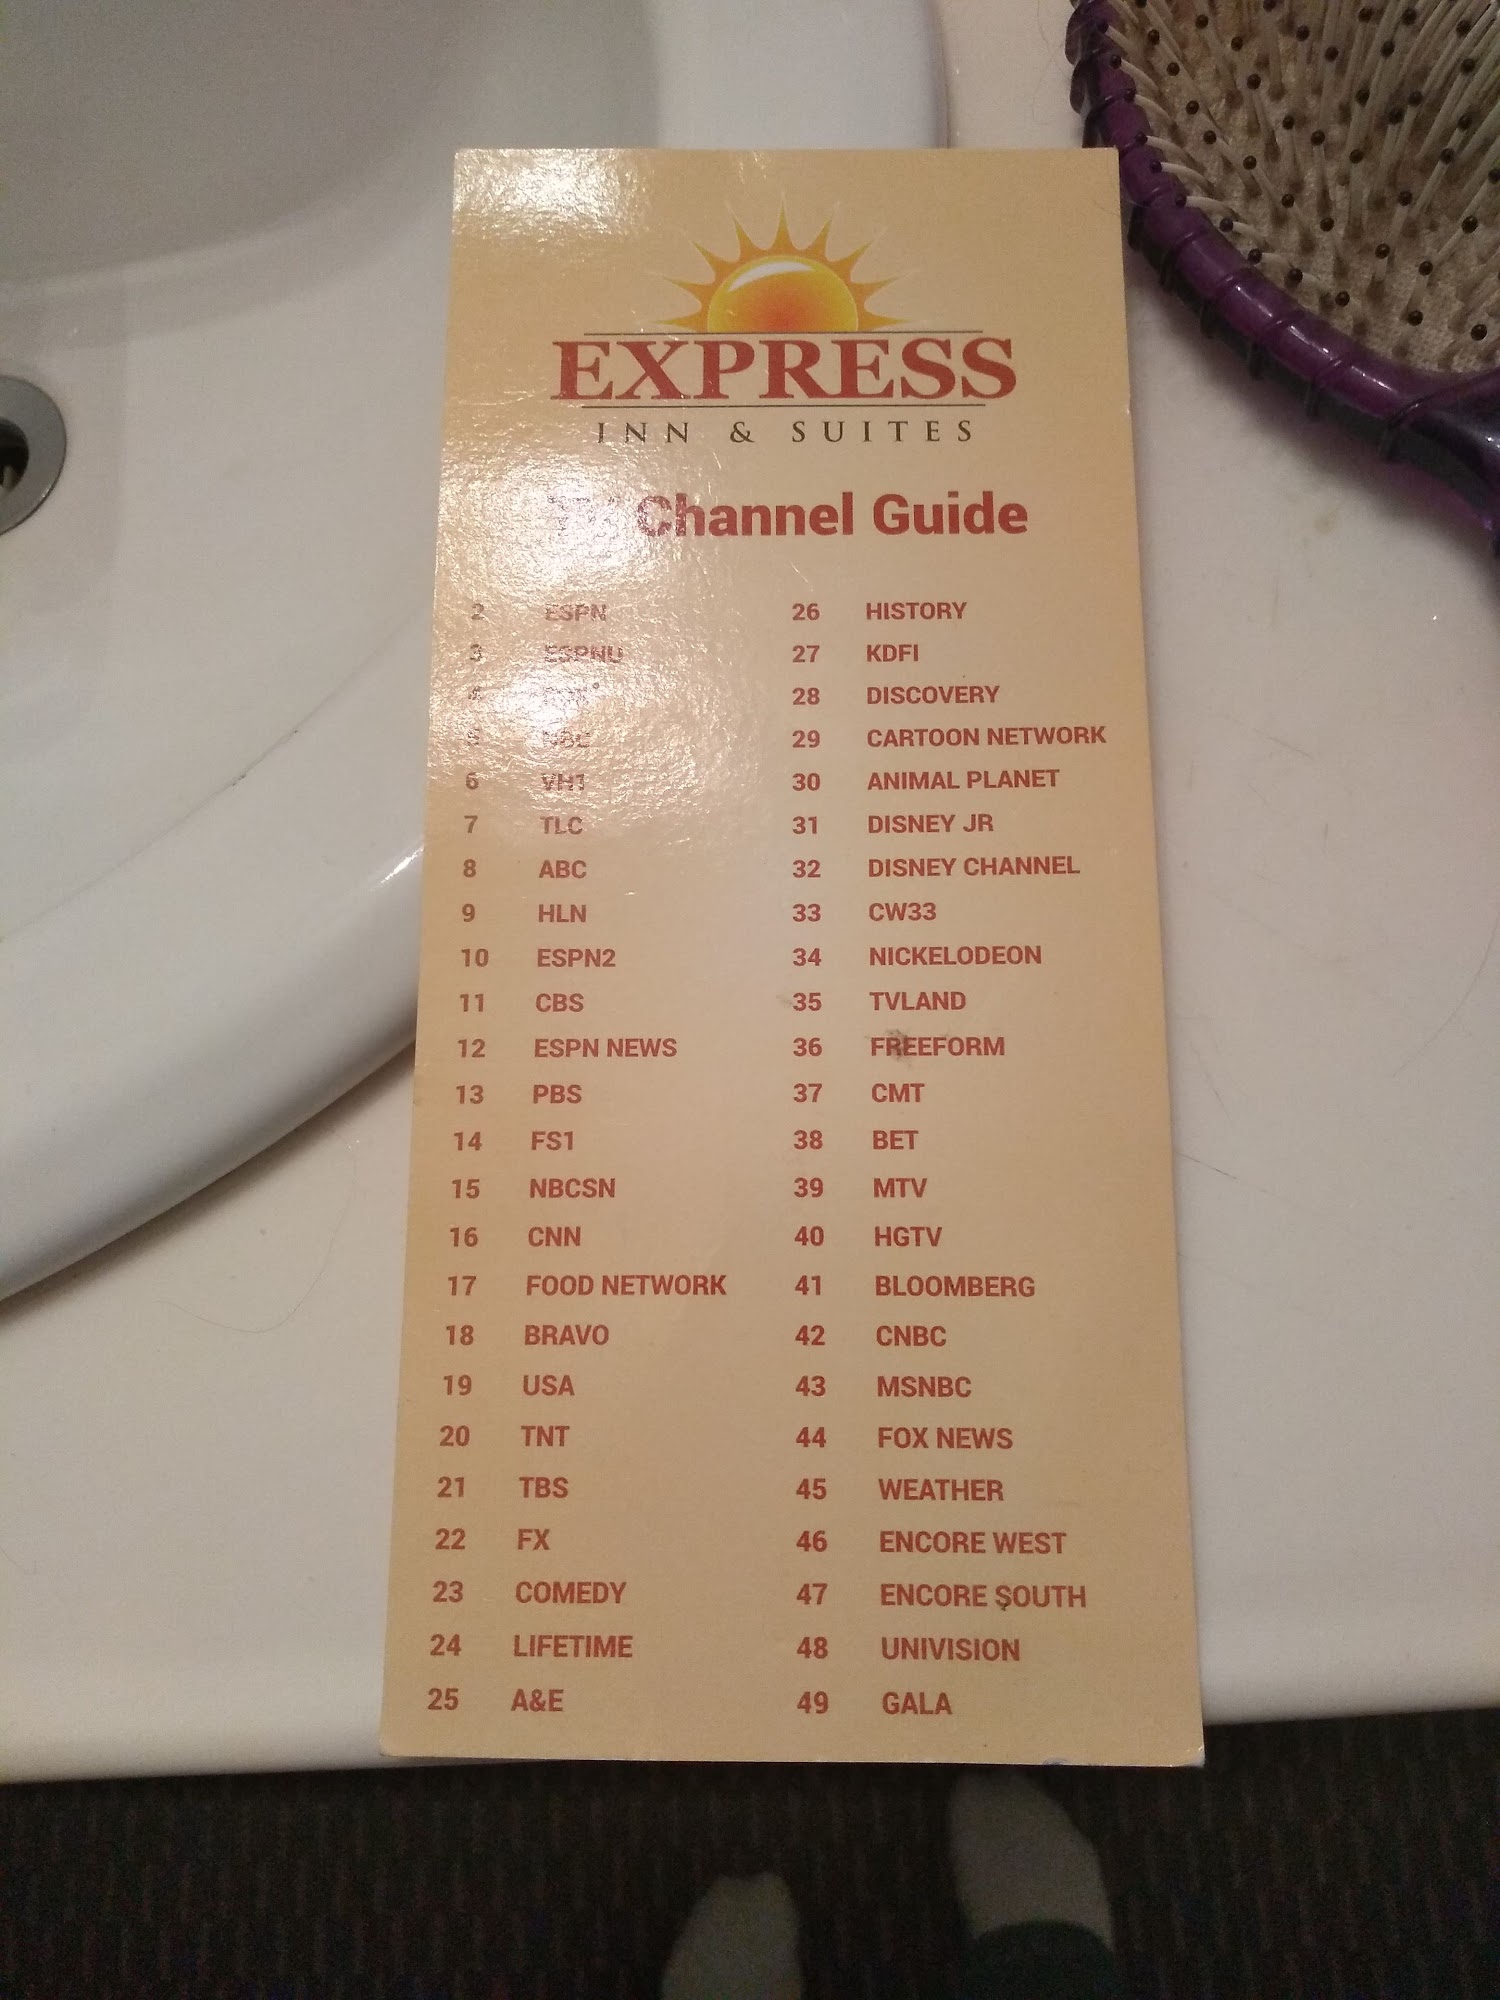 EXPRESS
INN & SUITES
TV Channel Guide
2 ESPN
3 ESPNU
4 FOX
5 NBC
6 VH1
7 TLC
8 ABC
9 HLN
10 ESPN2
11 CBS
12 ESPN NEWS
13 PBS
14 FS1
15 NBCSN
16 CNN
17 FOOD NETWORK
18 BRAVO
19 USA
20 TNT
21 TBS
22 FX
23 COMEDY
24 LIFETIME
25 A&E
26 HISTORY
27 KDFI
28 DISCOVERY
29 CARTOON NETWORK
30 ANIMAL PLANET
31 DISNEY JR
32 DISNEY CHANNEL
33 CW33
34 NICKELODEON
35 TVLAND
36 FREEFORM
37 CMT
38 BET
39 MTV
40 HGTV
41 BLOOMBERG
42 CNBC
43 MSNBC
44 FOX NEWS
45 WEATHER
46 ENCORE WEST
47 ENCORE SOUTH
48 UNIVISION
49 GALA